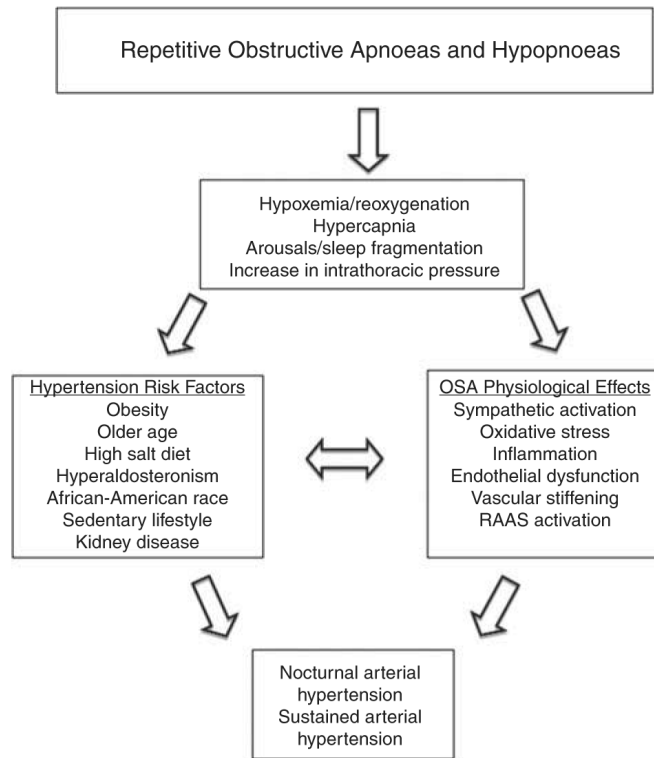 Repetitive Obstructive Apnoeas and Hypopnoeas
Hypoxemia/reoxygenation
Hypercapnia
Arousals/sleep fragmentation
Increase in intrathoracic pressure
Hypertension Risk Factors
Obesity
Older age
High salt diet
Hyperaldosteronism
African-American race
Sedentary lifestyle
Kidney disease
OSA Physiological Effects
Sympathetic activation
Oxidative stress
Inflammation
Endothelial dysfunction
Vascular stiffening
RAAS activation
Nocturnal arterial
hypertension
Sustained arterial
hypertension